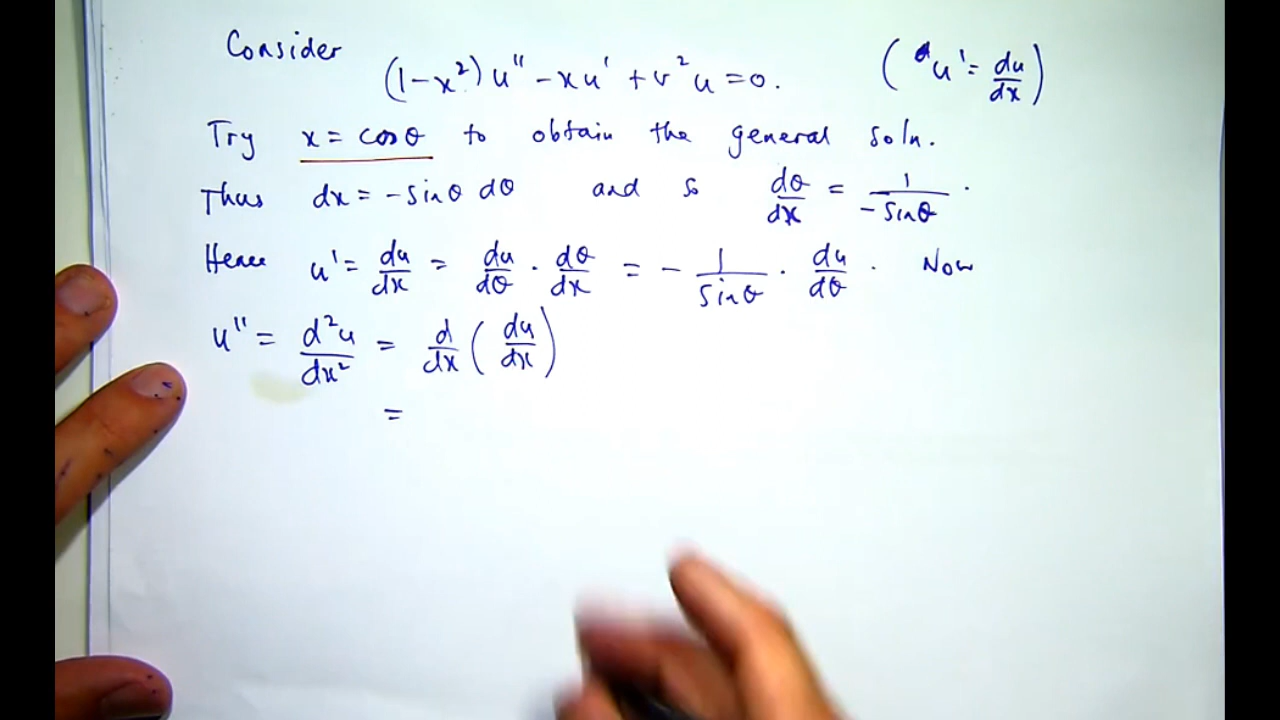 Consider
(1-x²) u'' - xu' + v²u = 0. (u' = du/dx)
Try x = cosθ to obtain the general soln.
Thus dx = -sinθ dθ and so dθ/dx = 1/-sinθ.
Hence u' = du/dx = du/dθ · dθ/dx = - 1/sinθ · du/dθ. Now
u'' = d²u/dx² = d/dx (du/dx)
=